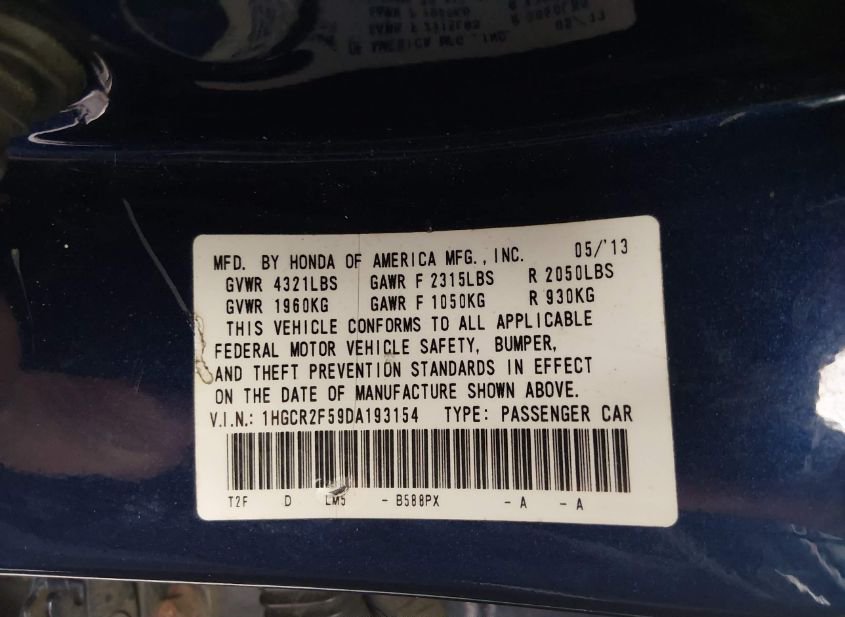 MFD. BY HONDA OF AMERICA MFG., INC. 05/'13
GVWR 4321LBS GAWR F 2315LBS R 2050LBS
GVWR 1960KG GAWR F 1050KG R 930KG
THIS VEHICLE CONFORMS TO ALL APPLICABLE
FEDERAL MOTOR VEHICLE SAFETY, BUMPER,
AND THEFT PREVENTION STANDARDS IN EFFECT
ON THE DATE OF MANUFACTURE SHOWN ABOVE.
V.I.N.: 1HGCR2F59DA193154 TYPE: PASSENGER CAR
T2F D LM5 - B588PX - A - A